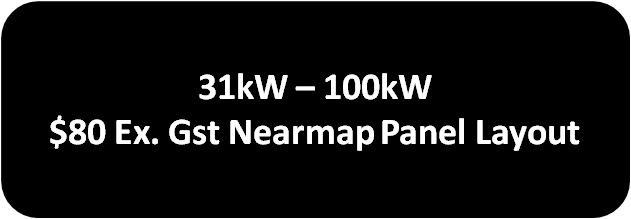 31kW – 100kW
$80 Ex. Gst Nearmap Panel Layout